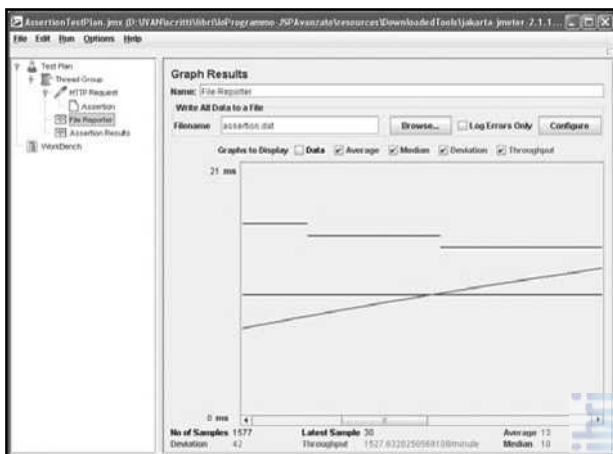 AssertionTestPlan.jmx (D:\IVAN\scritti\libri\IoProgrammo-JSPAvanzato\resources\DownloadedTools\jakarta-jmeter-2.1.1...
File Edit Run Options Help
Test Plan
Thread Group
HTTP Request
Assertion
File Reporter
Assertion Results
WorkBench
Graph Results
Name: File Reporter
Write All Data to a File
Filename assertion.dat Browse... Log Errors Only Configure
Graphs to Display Data Average Median Deviation Throughput
21 ms
0 ms
No of Samples 1577 Latest Sample 30 Average 13
Deviation 42 Throughput /minute Median 10